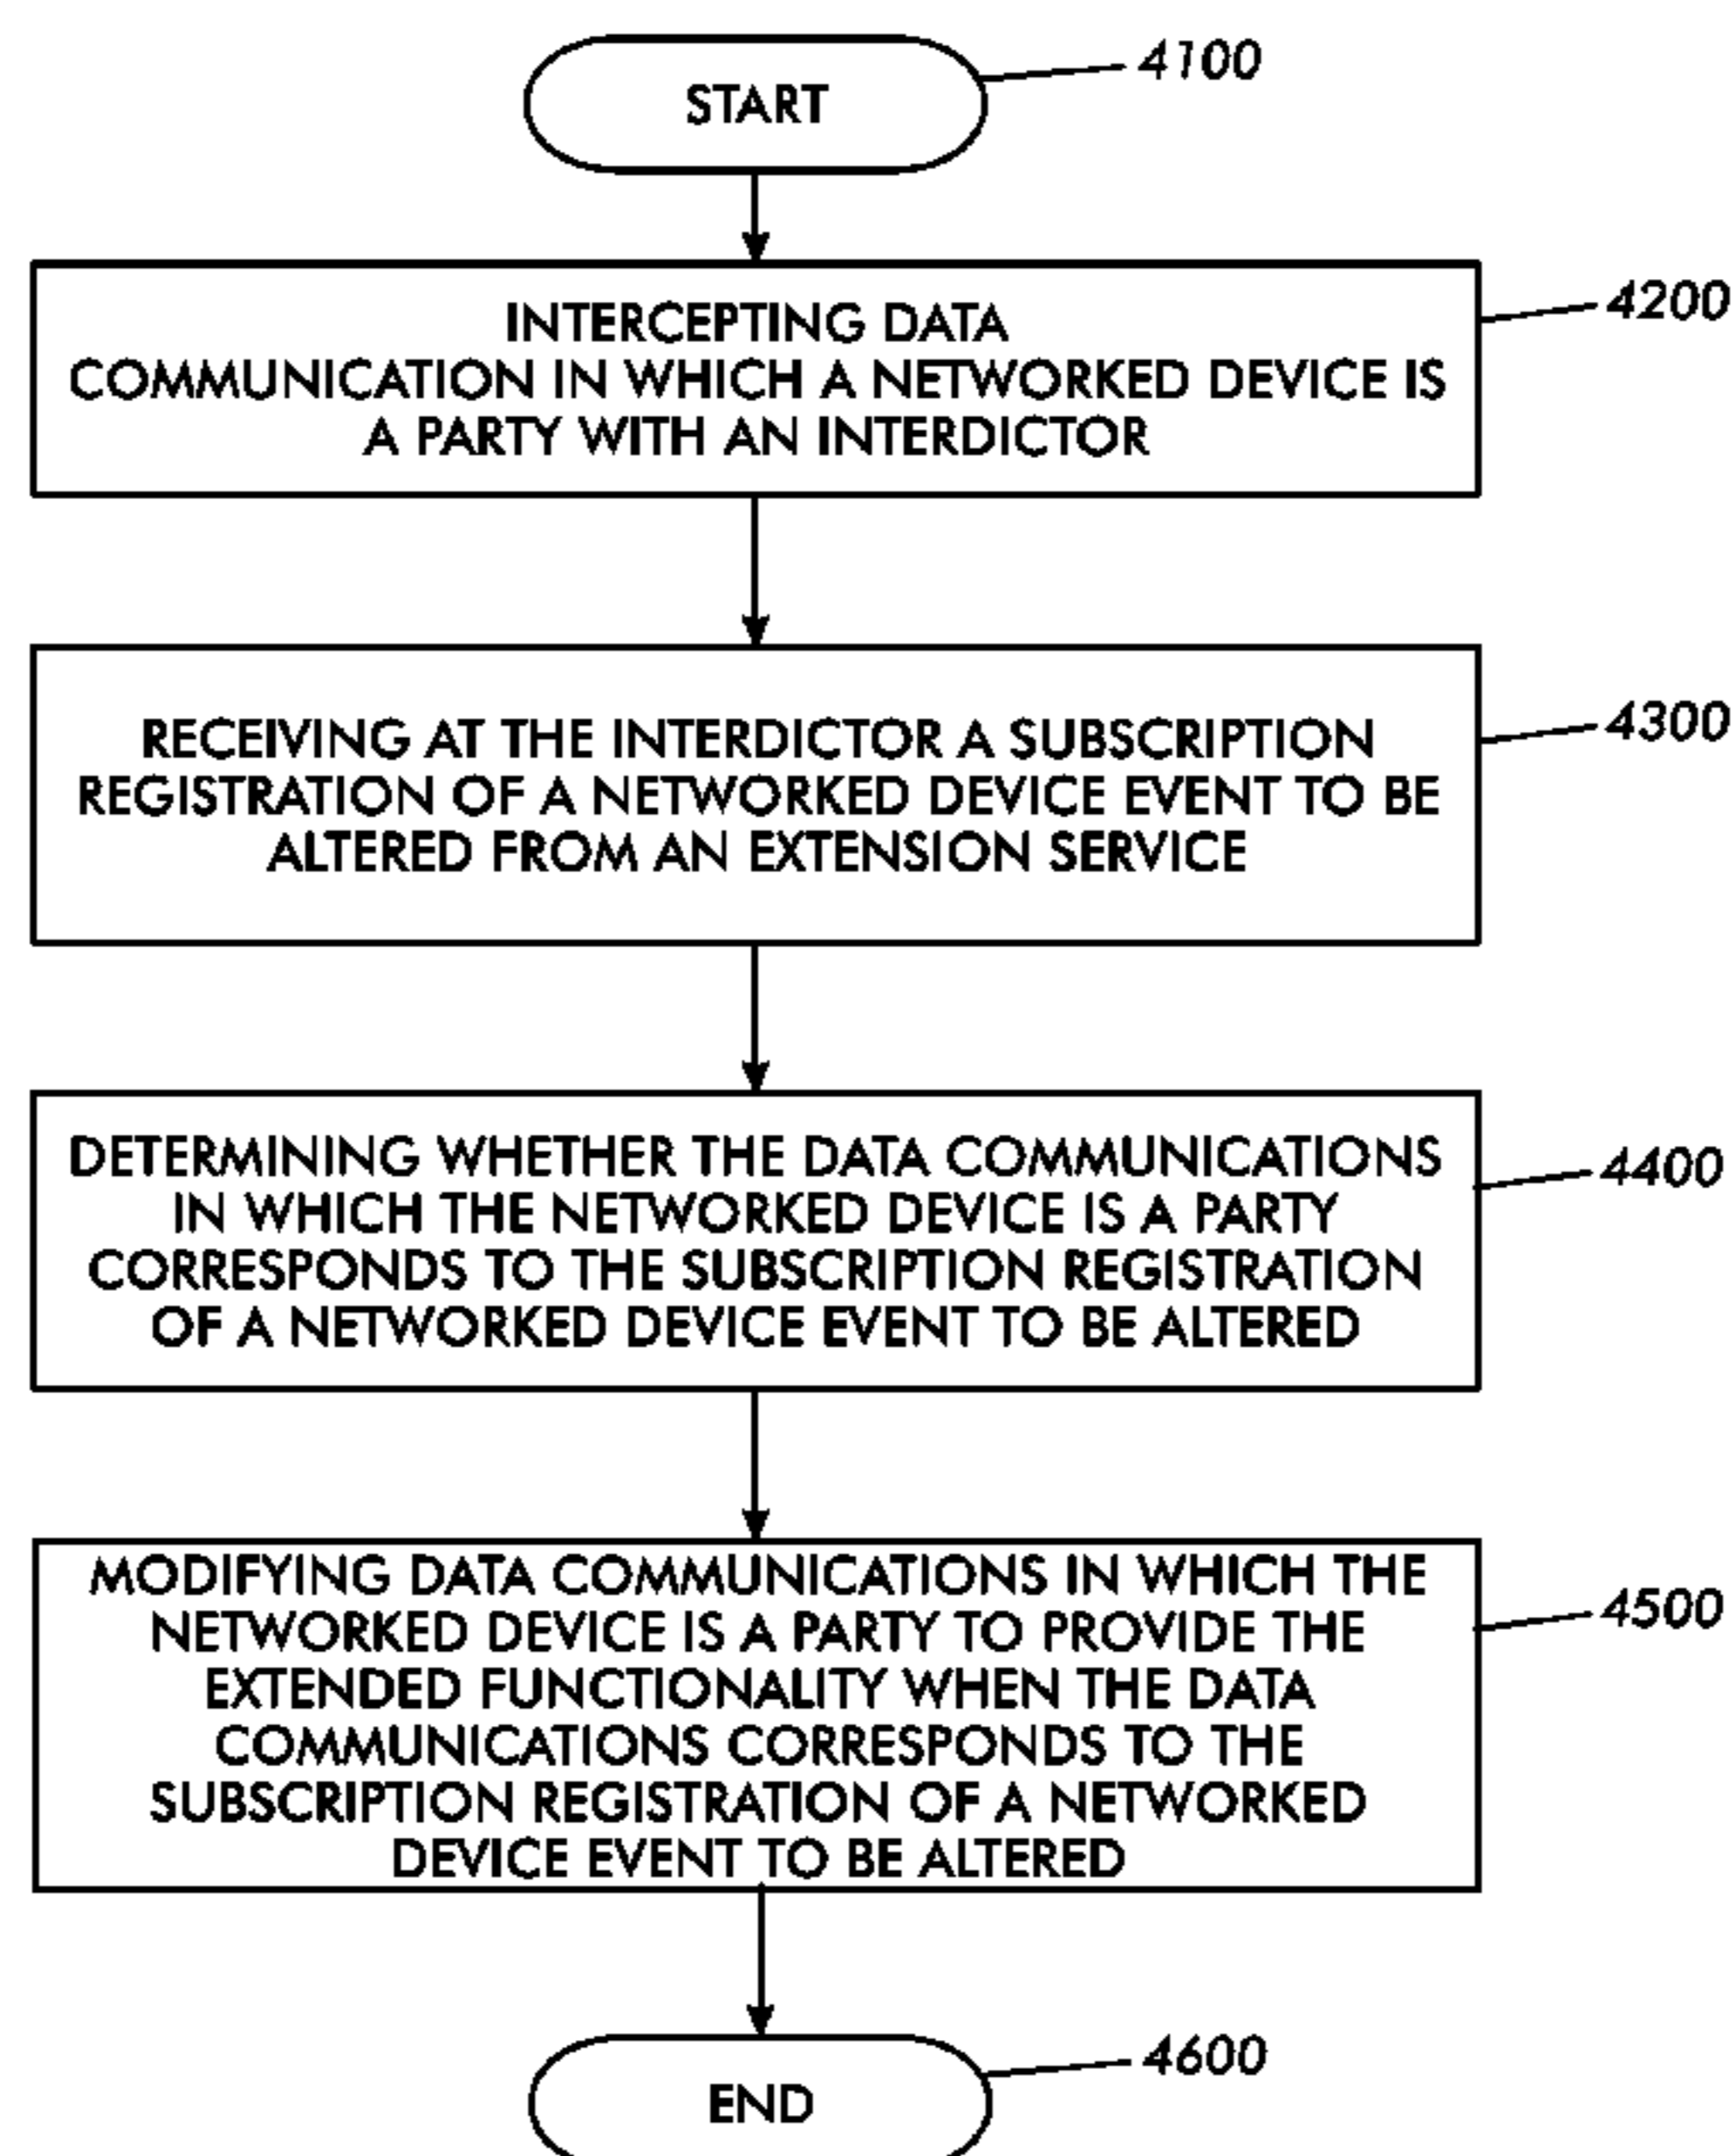 START
4100
INTERCEPTING DATA
COMMUNICATION IN WHICH A NETWORKED DEVICE IS
A PARTY WITH AN INTERDICTOR
4200
RECEIVING AT THE INTERDICTOR A SUBSCRIPTION
REGISTRATION OF A NETWORKED DEVICE EVENT TO BE
ALTERED FROM AN EXTENSION SERVICE
4300
DETERMINING WHETHER THE DATA COMMUNICATIONS
IN WHICH THE NETWORKED DEVICE IS A PARTY
CORRESPONDS TO THE SUBSCRIPTION REGISTRATION
OF A NETWORKED DEVICE EVENT TO BE ALTERED
4400
MODIFYING DATA COMMUNICATIONS IN WHICH THE
NETWORKED DEVICE IS A PARTY TO PROVIDE THE
EXTENDED FUNCTIONALITY WHEN THE DATA
COMMUNICATIONS CORRESPONDS TO THE
SUBSCRIPTION REGISTRATION OF A NETWORKED
DEVICE EVENT TO BE ALTERED
4500
END
4600